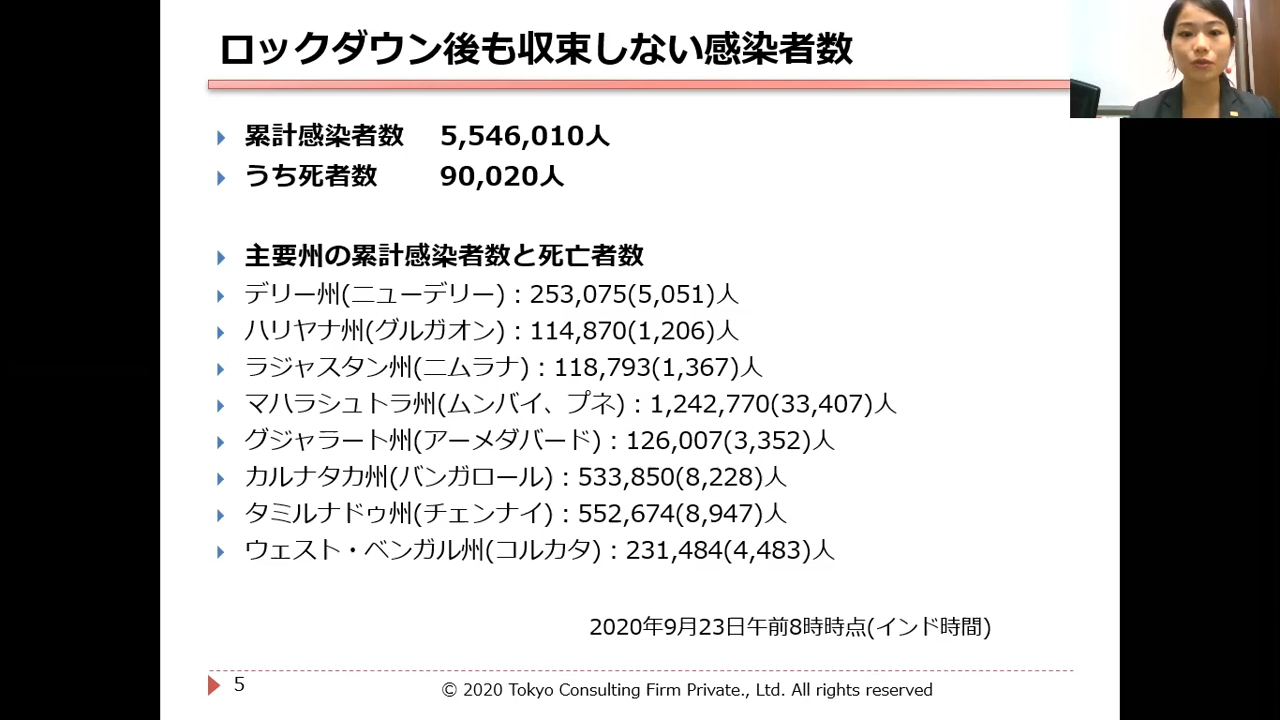 ロックダウン後も収束しない感染者数
累計感染者数 5,546,010人
うち死者数 90,020人
主要州の累計感染者数と死亡者数
デリー州(ニューデリー)：253,075(5,051)人
ハリヤナ州(グルガオン)：114,870(1,206)人
ラジャスタン州(ニムラナ)：118,793(1,367)人
マハラシュトラ州(ムンバイ、プネ)：1,242,770(33,407)人
グジャラート州(アーメダバード)：126,007(3,352)人
カルナタカ州(バンガロール)：533,850(8,228)人
タミルナドゥ州(チェンナイ)：552,674(8,947)人
ウェスト・ベンガル州(コルカタ)：231,484(4,483)人
2020年9月23日午前8時時点(インド時間)
5
© 2020 Tokyo Consulting Firm Private., Ltd. All rights reserved